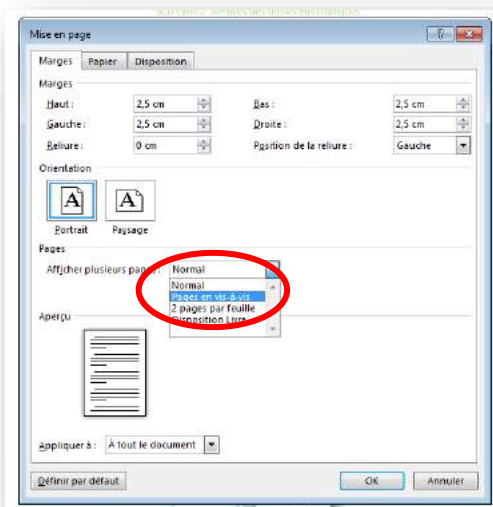 Mise en page
Marges Papier Disposition
Marges
Haut : 2,5 cm Bas : 2,5 cm
Gauche : 2,5 cm Droite : 2,5 cm
Reliure : 0 cm Position de la reliure : Gauche
Orientation
Portrait Paysage
Pages
Afficher plusieurs pages : Normal
Normal
Pages en vis-à-vis
2 pages par feuille
Disposition Livre
Aperçu
Appliquer à : À tout le document
Définir par défaut OK Annuler